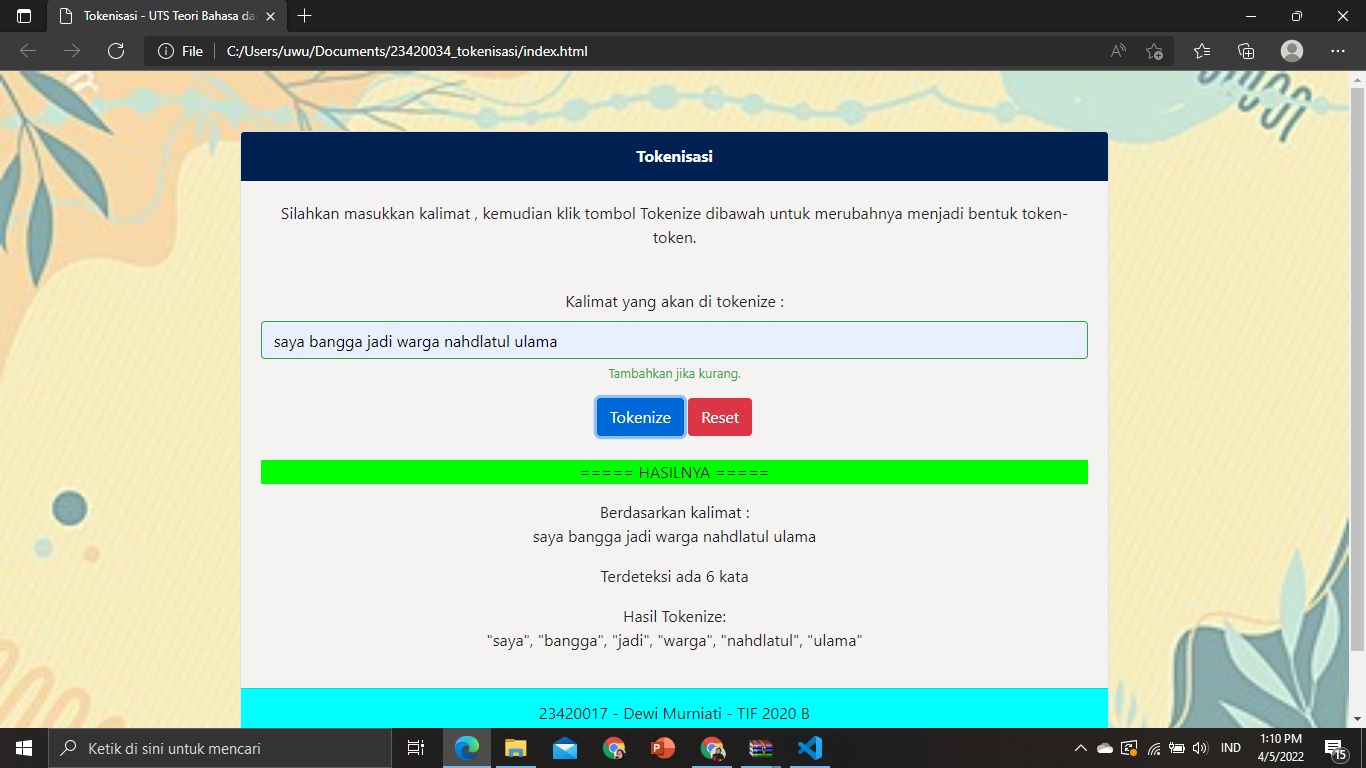 Tokenisasi - UTS Teori Bahasa da
File
C:/Users/uwu/Documents/23420034_tokenisasi/index.html
Tokenisasi
Silahkan masukkan kalimat , kemudian klik tombol Tokenize dibawah untuk merubahnya menjadi bentuk token-
token.
Kalimat yang akan di tokenize :
saya bangga jadi warga nahdlatul ulama
Tambahkan jika kurang.
Tokenize Reset
===== HASILNYA =====
Berdasarkan kalimat :
saya bangga jadi warga nahdlatul ulama
Terdeteksi ada 6 kata
Hasil Tokenize:
"saya", "bangga", "jadi", "warga", "nahdlatul", "ulama"
23420017 - Dewi Murniati - TIF 2020 B
Ketik di sini untuk mencari
IND
1:10 PM
4/5/2022
15